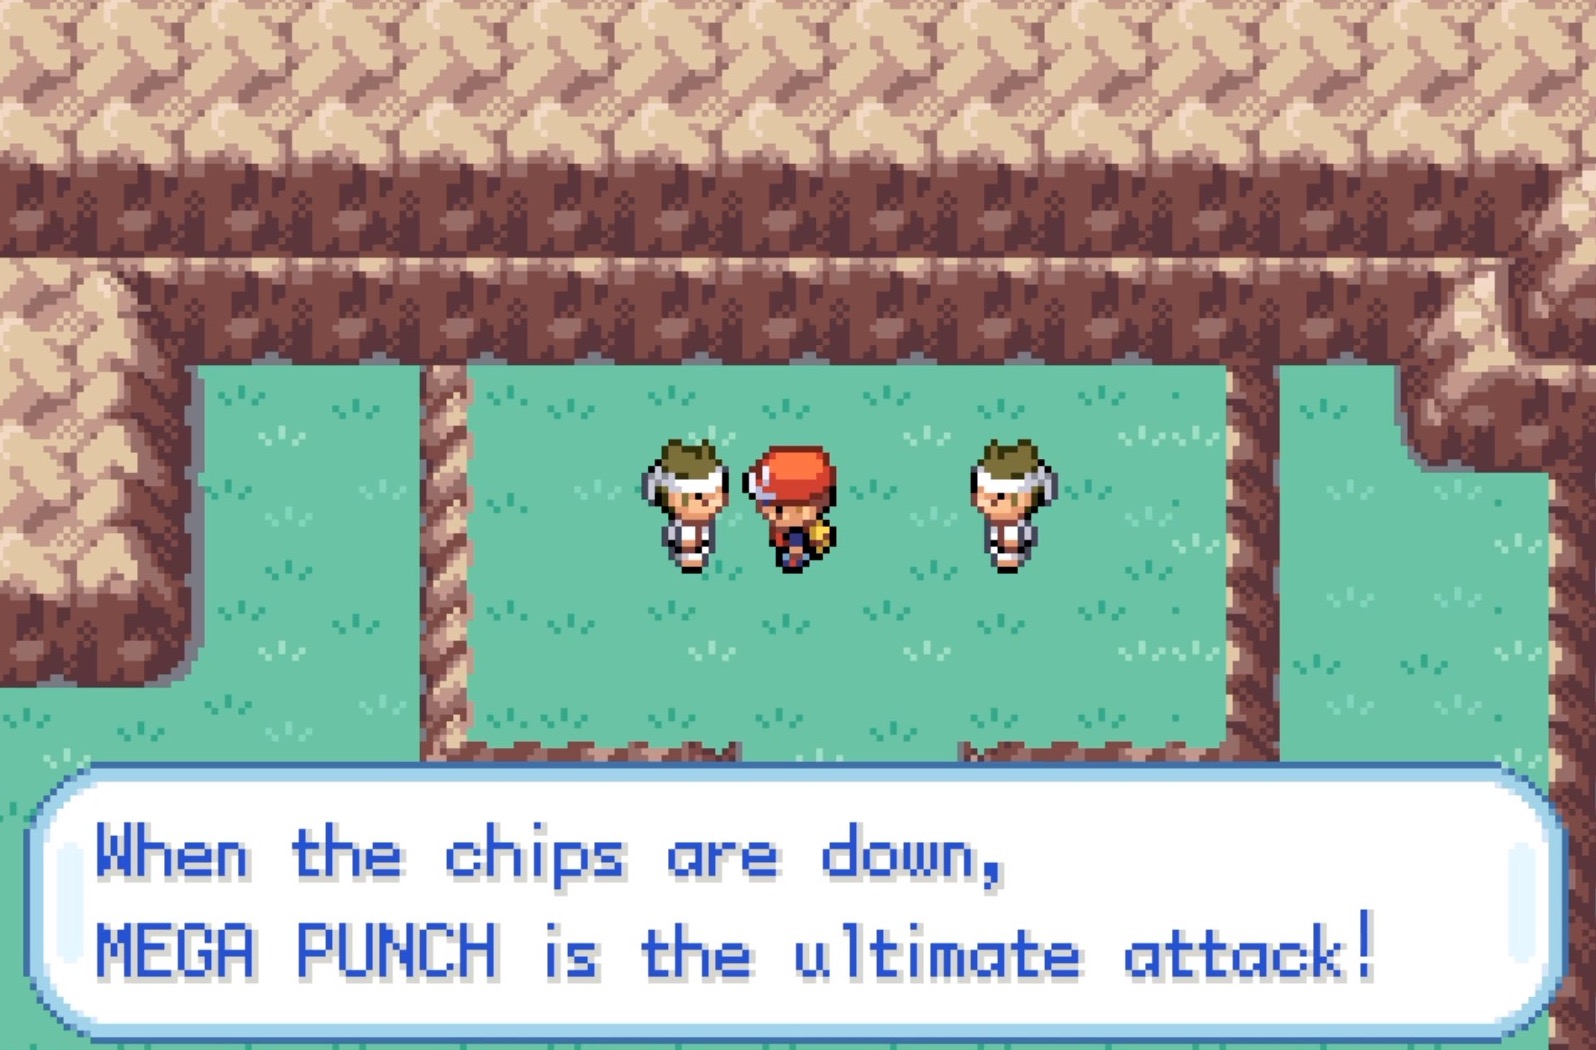 When the chips are down,
MEGA PUNCH is the ultimate attack!